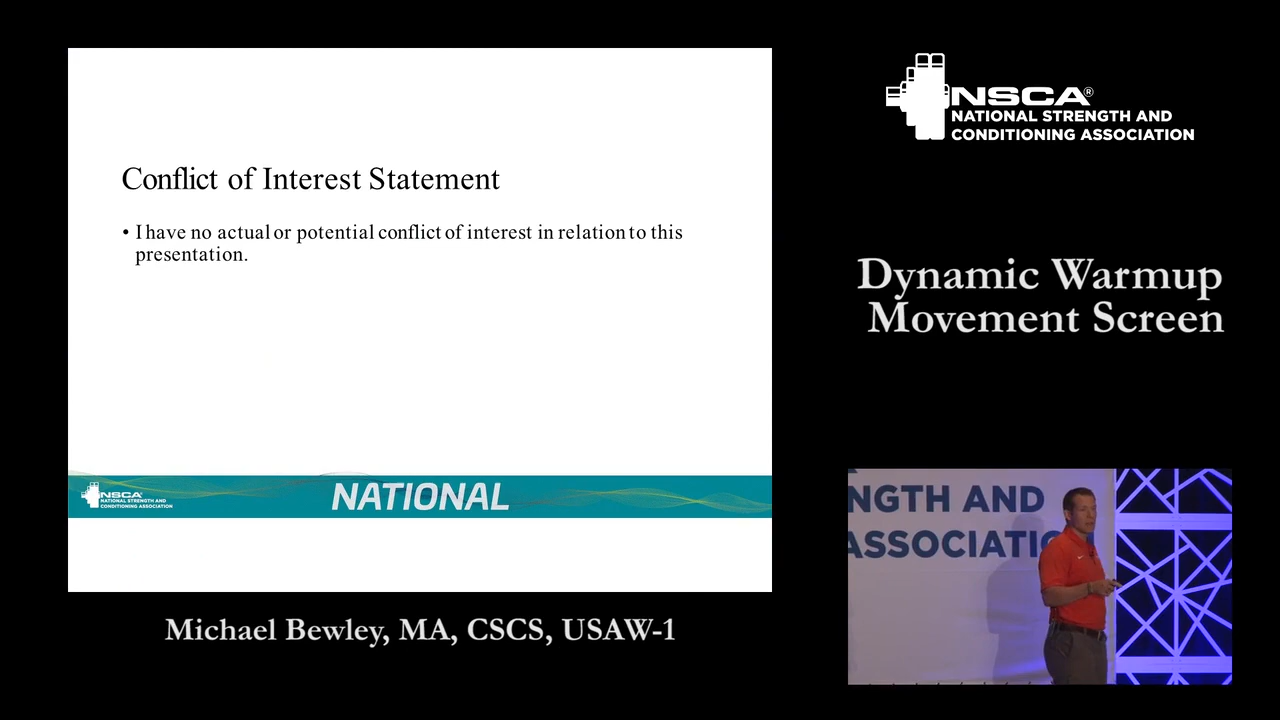 Conflict of Interest Statement
• I have no actual or potential conflict of interest in relation to this
presentation.
NSCA
NATIONAL STRENGTH AND
CONDITIONING ASSOCIATION
NATIONAL
Michael Bewley, MA, CSCS, USAW-1
NSCA®
NATIONAL STRENGTH AND
CONDITIONING ASSOCIATION
Dynamic Warmup
Movement Screen
NGTH AND
ASSOCIATIO